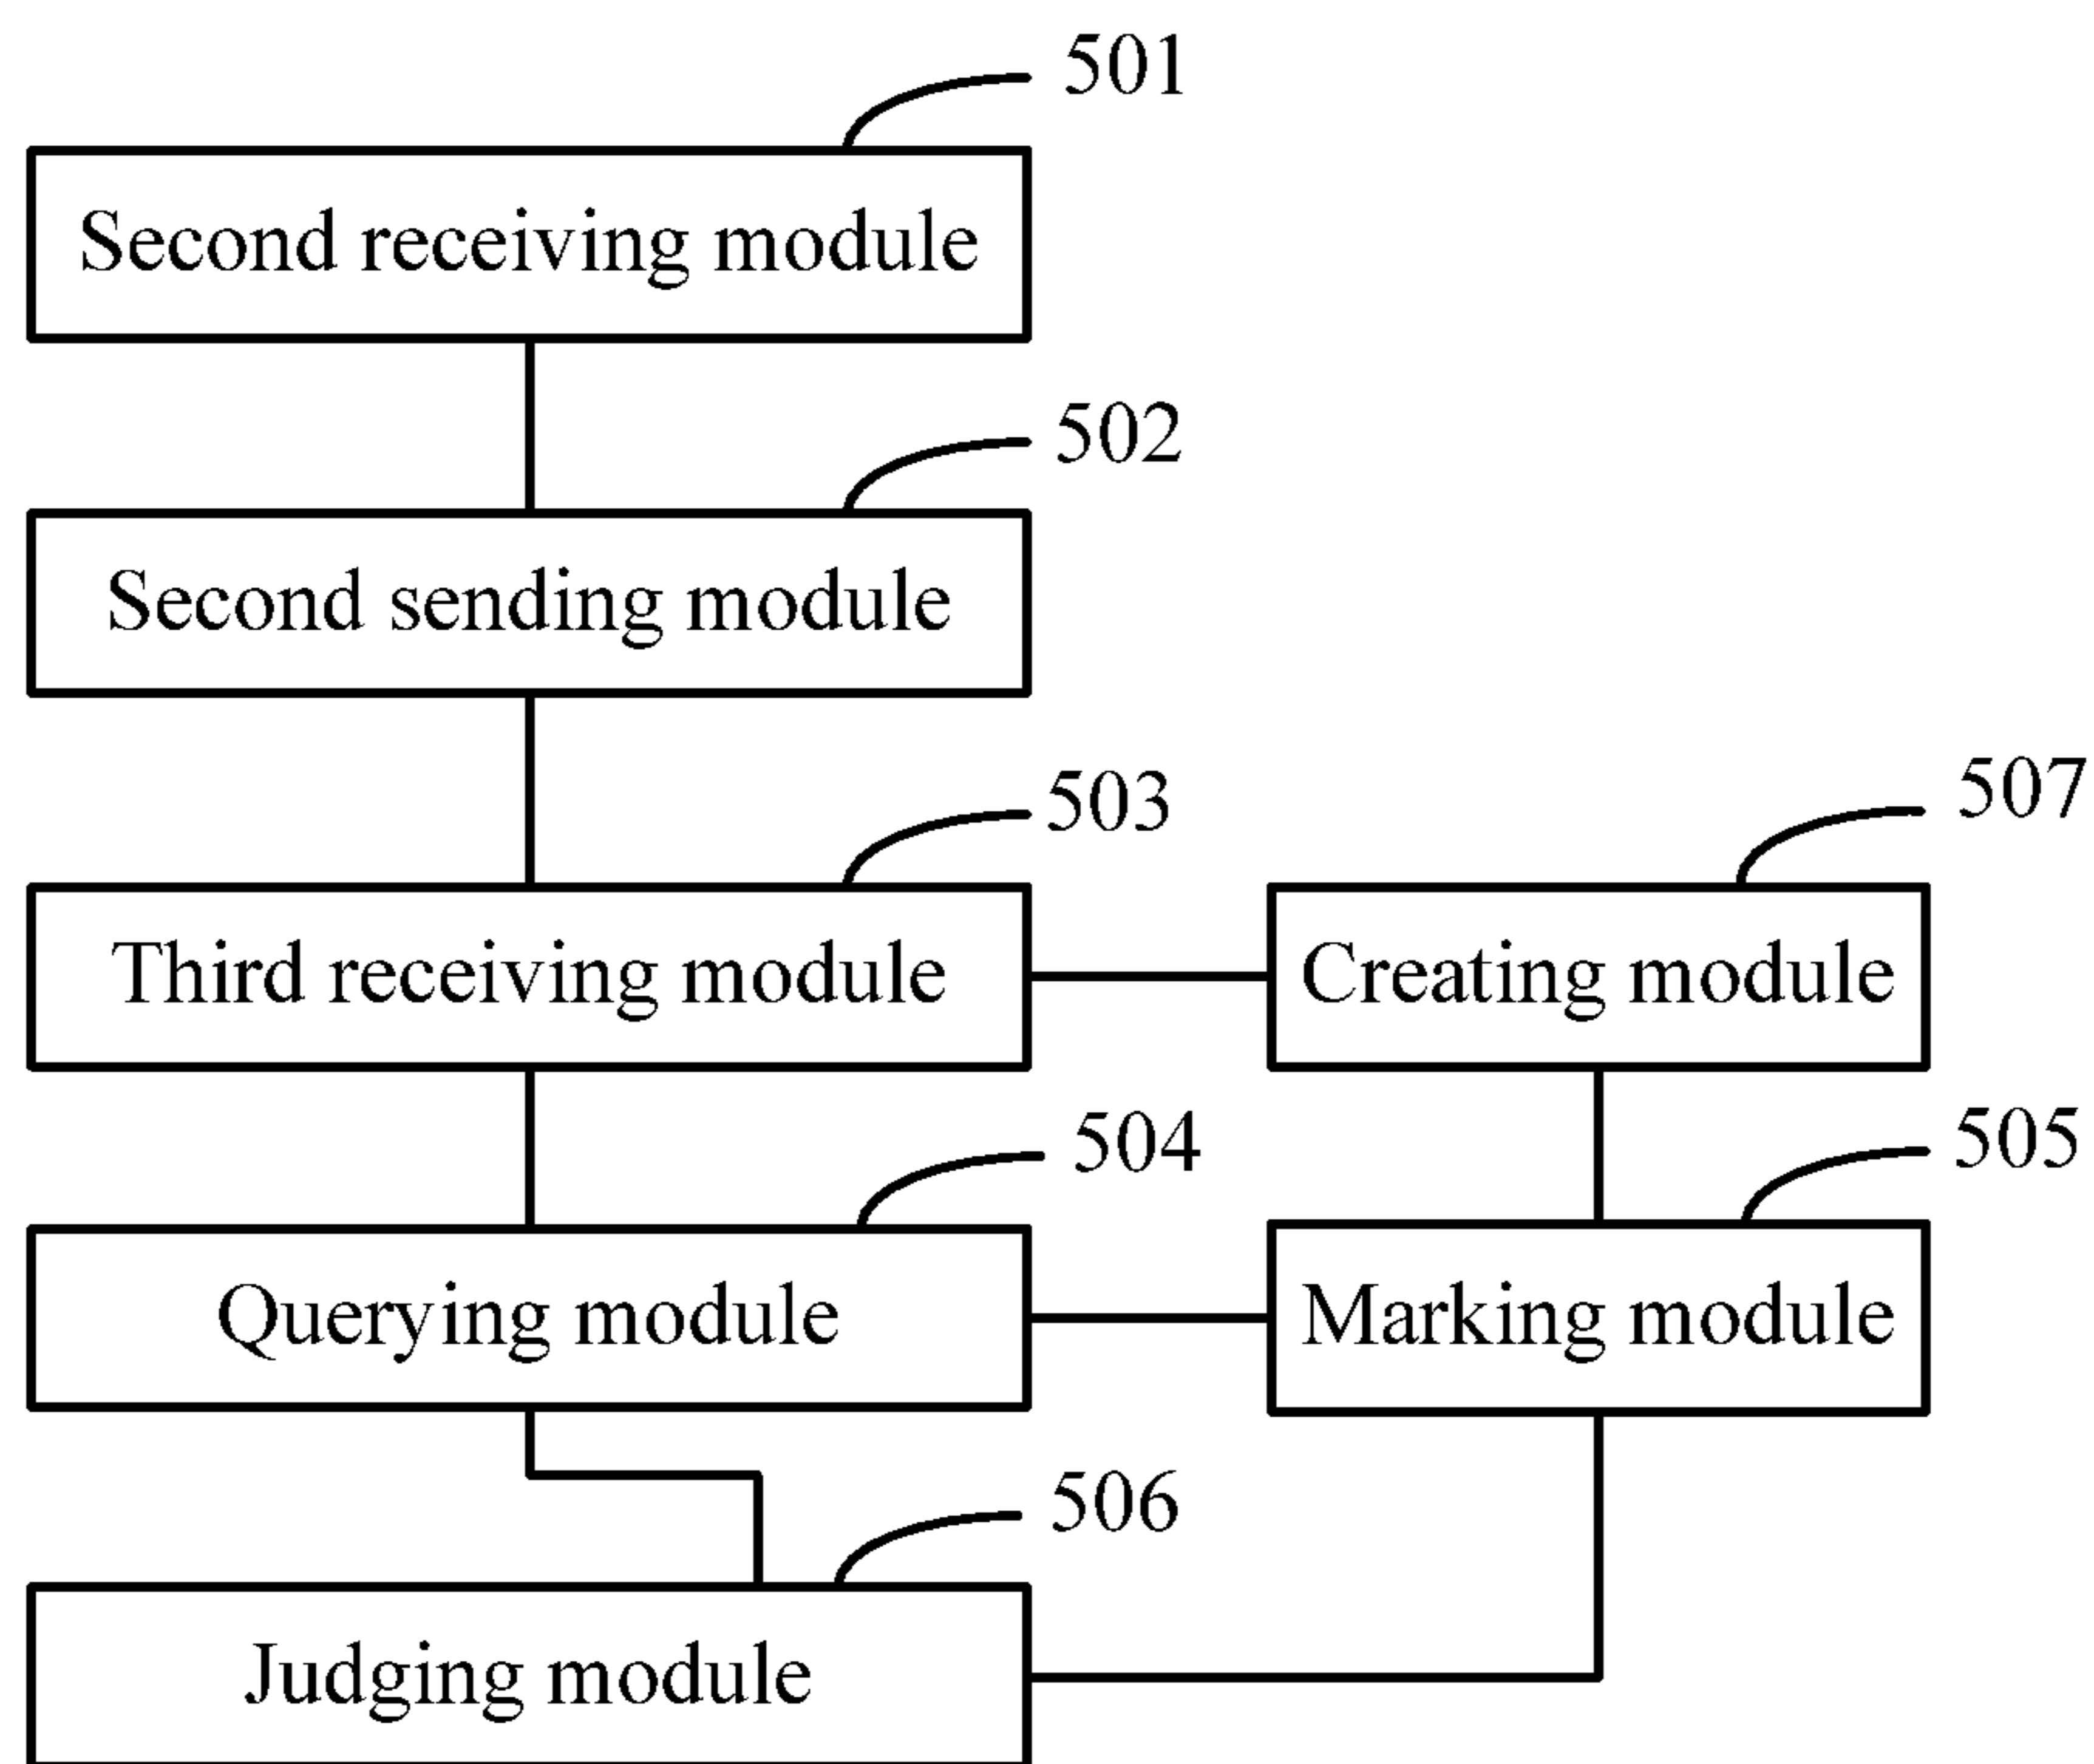 501
Second receiving module
502
Second sending module
503
507
Third receiving module
Creating module
504
505
Querying module
Marking module
506
Judging module